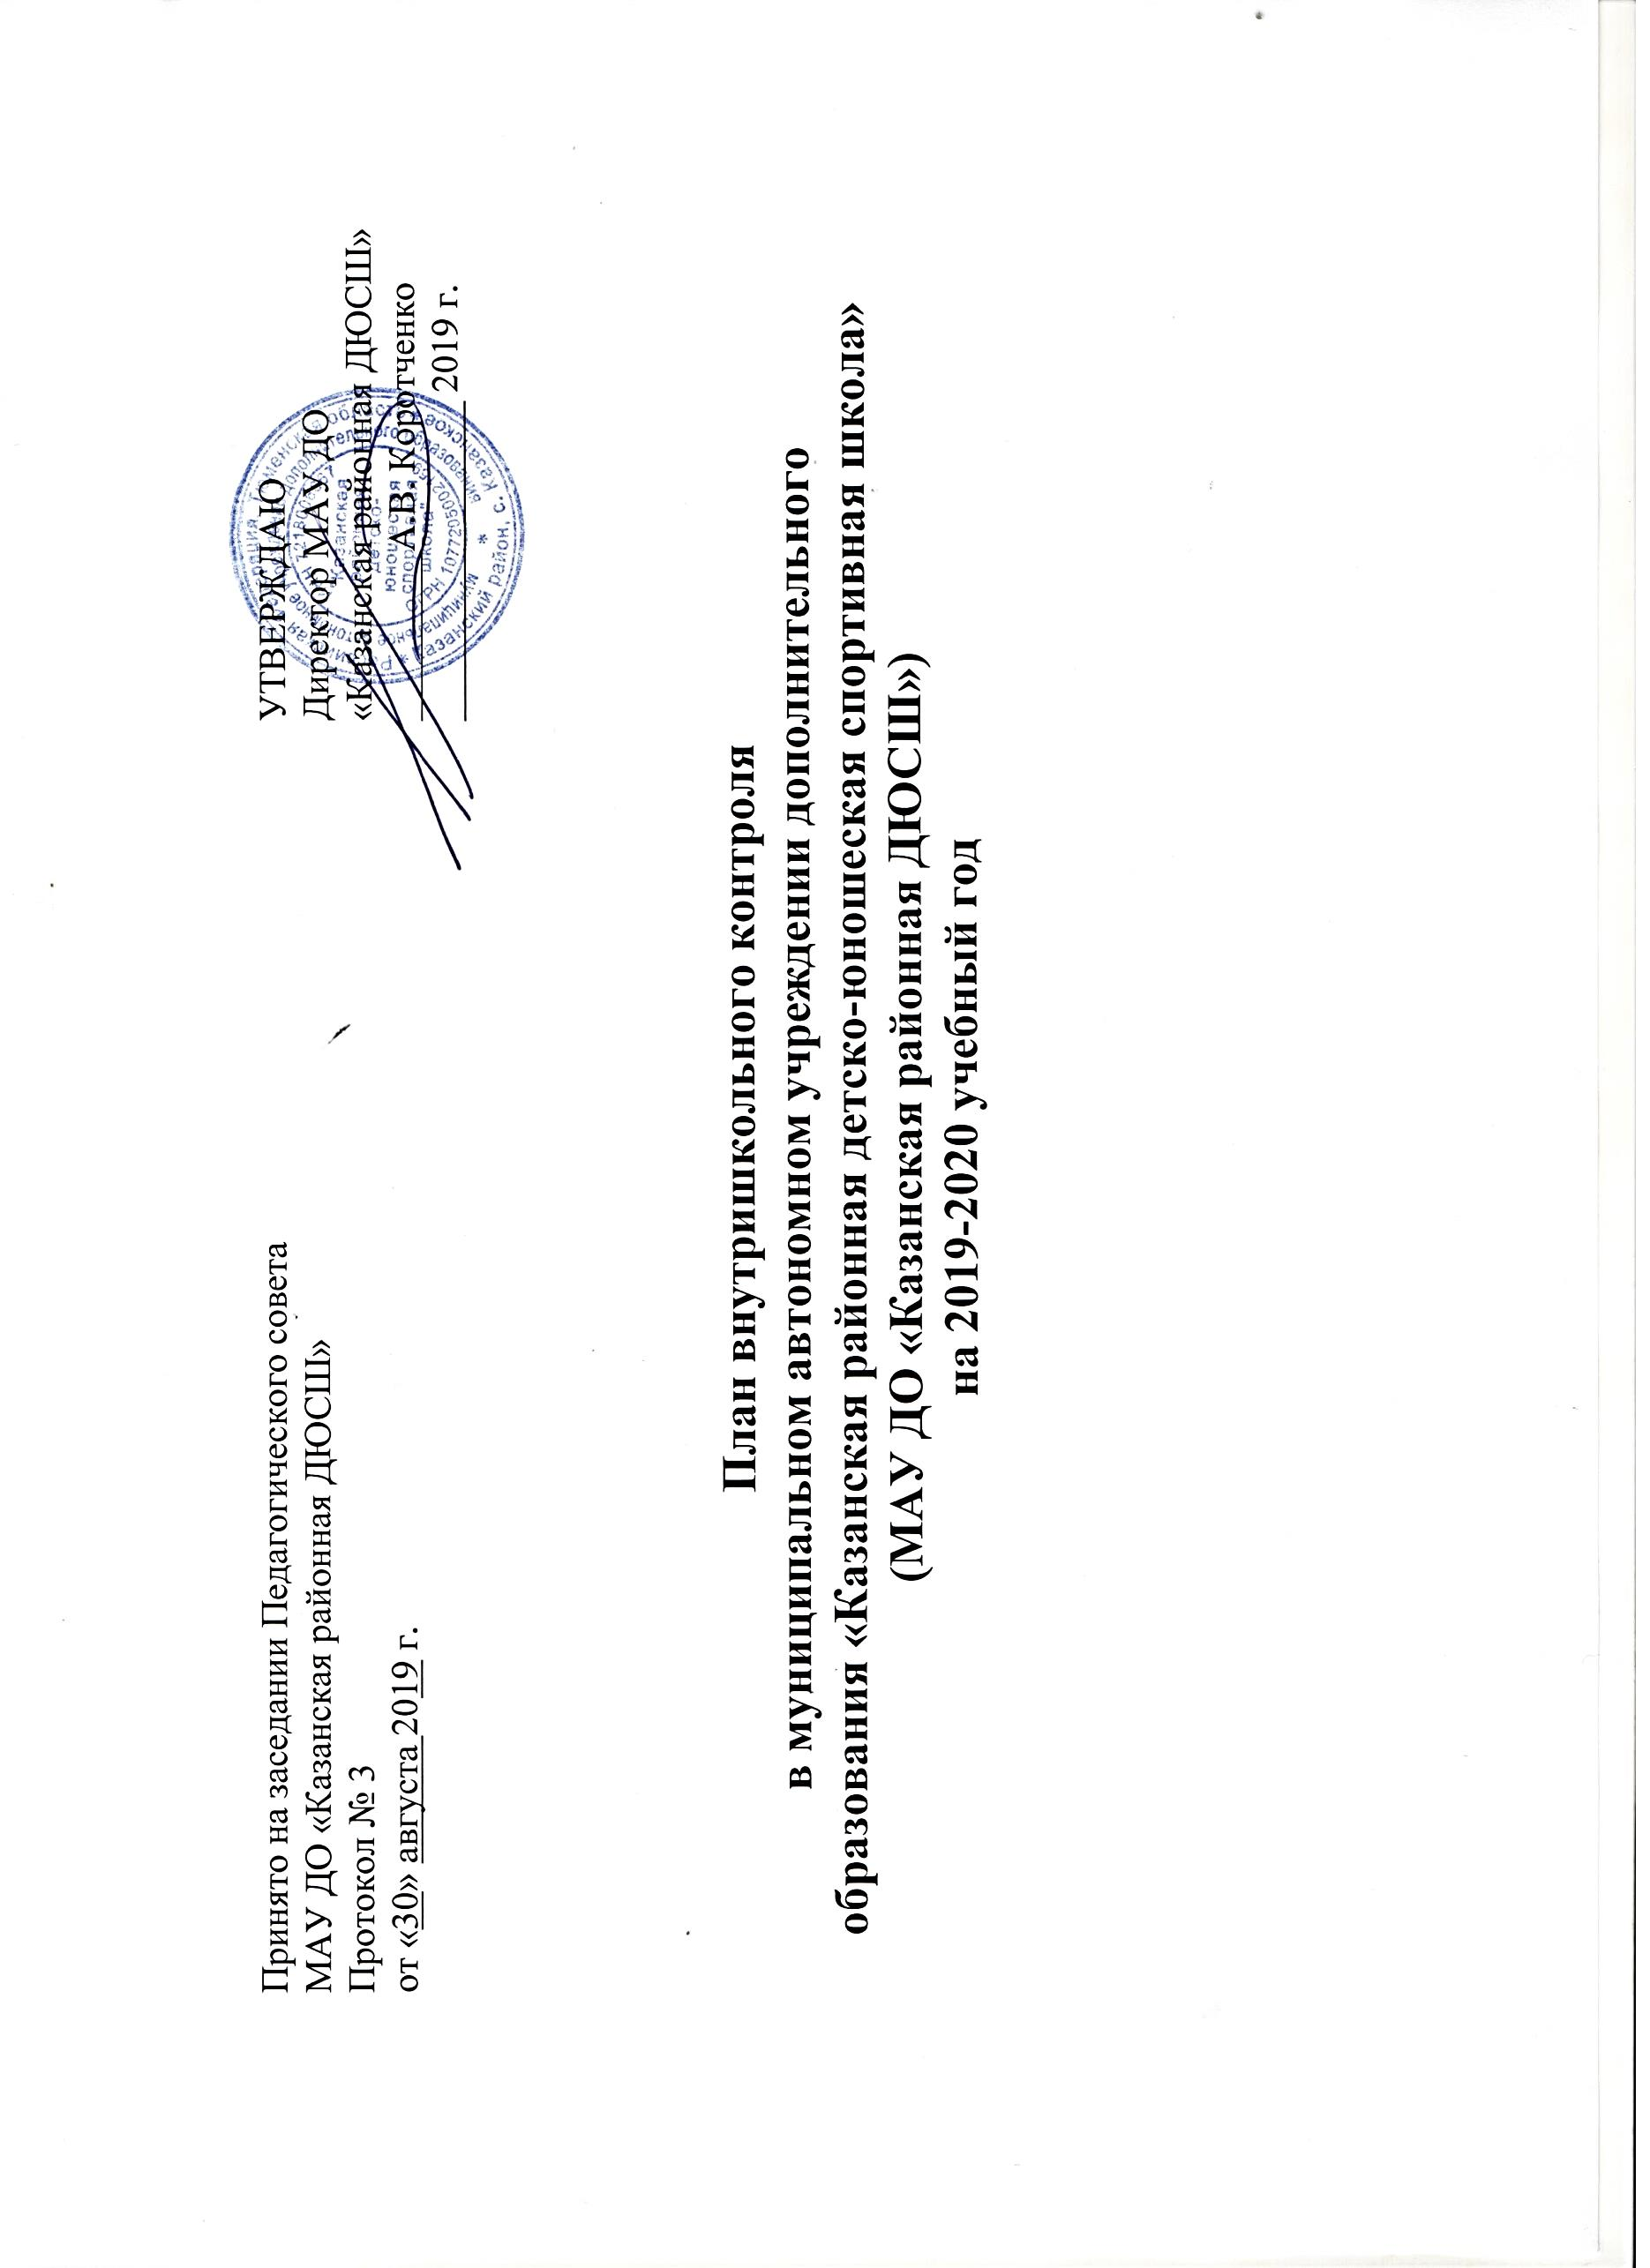 Принято на заседании Педагогического совета
МАУ ДО «Казанская районная ДЮСШ»
Протокол № 3
от «30» августа 2019 г.
УТВЕРЖДАЮ
Директор МАУ ДО
«Казанская районная ДЮСШ»
А.В. Коротченко
2019 г.
План внутришкольного контроля
в муниципальном автономном учреждении дополнительного
образования «Казанская районная детско-юношеская спортивная школа»
(МАУ ДО «Казанская районная ДЮСШ»)
на 2019-2020 учебный год